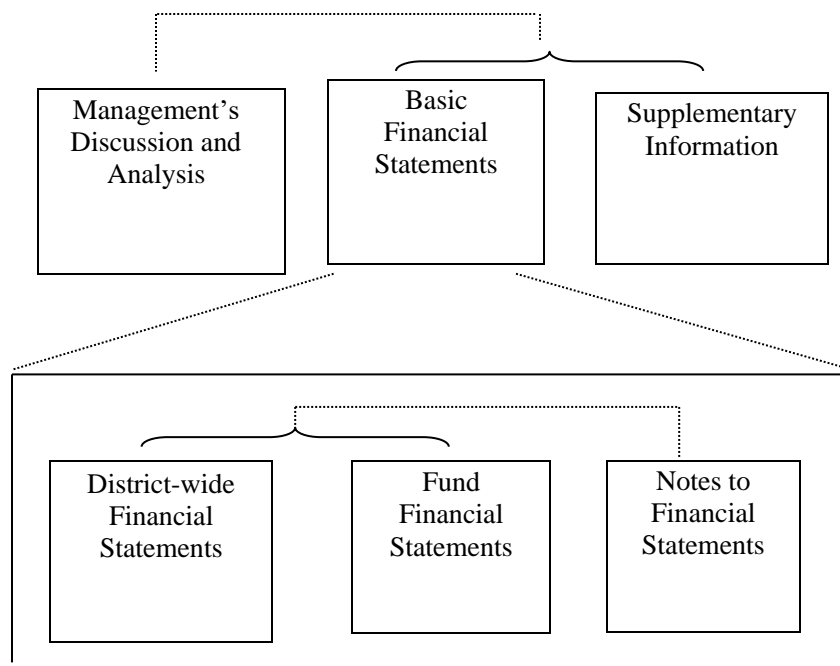 Management’s
Discussion and
Analysis
Basic
Financial
Statements
Supplementary
Information
District-wide
Financial
Statements
Fund
Financial
Statements
Notes to
Financial
Statements